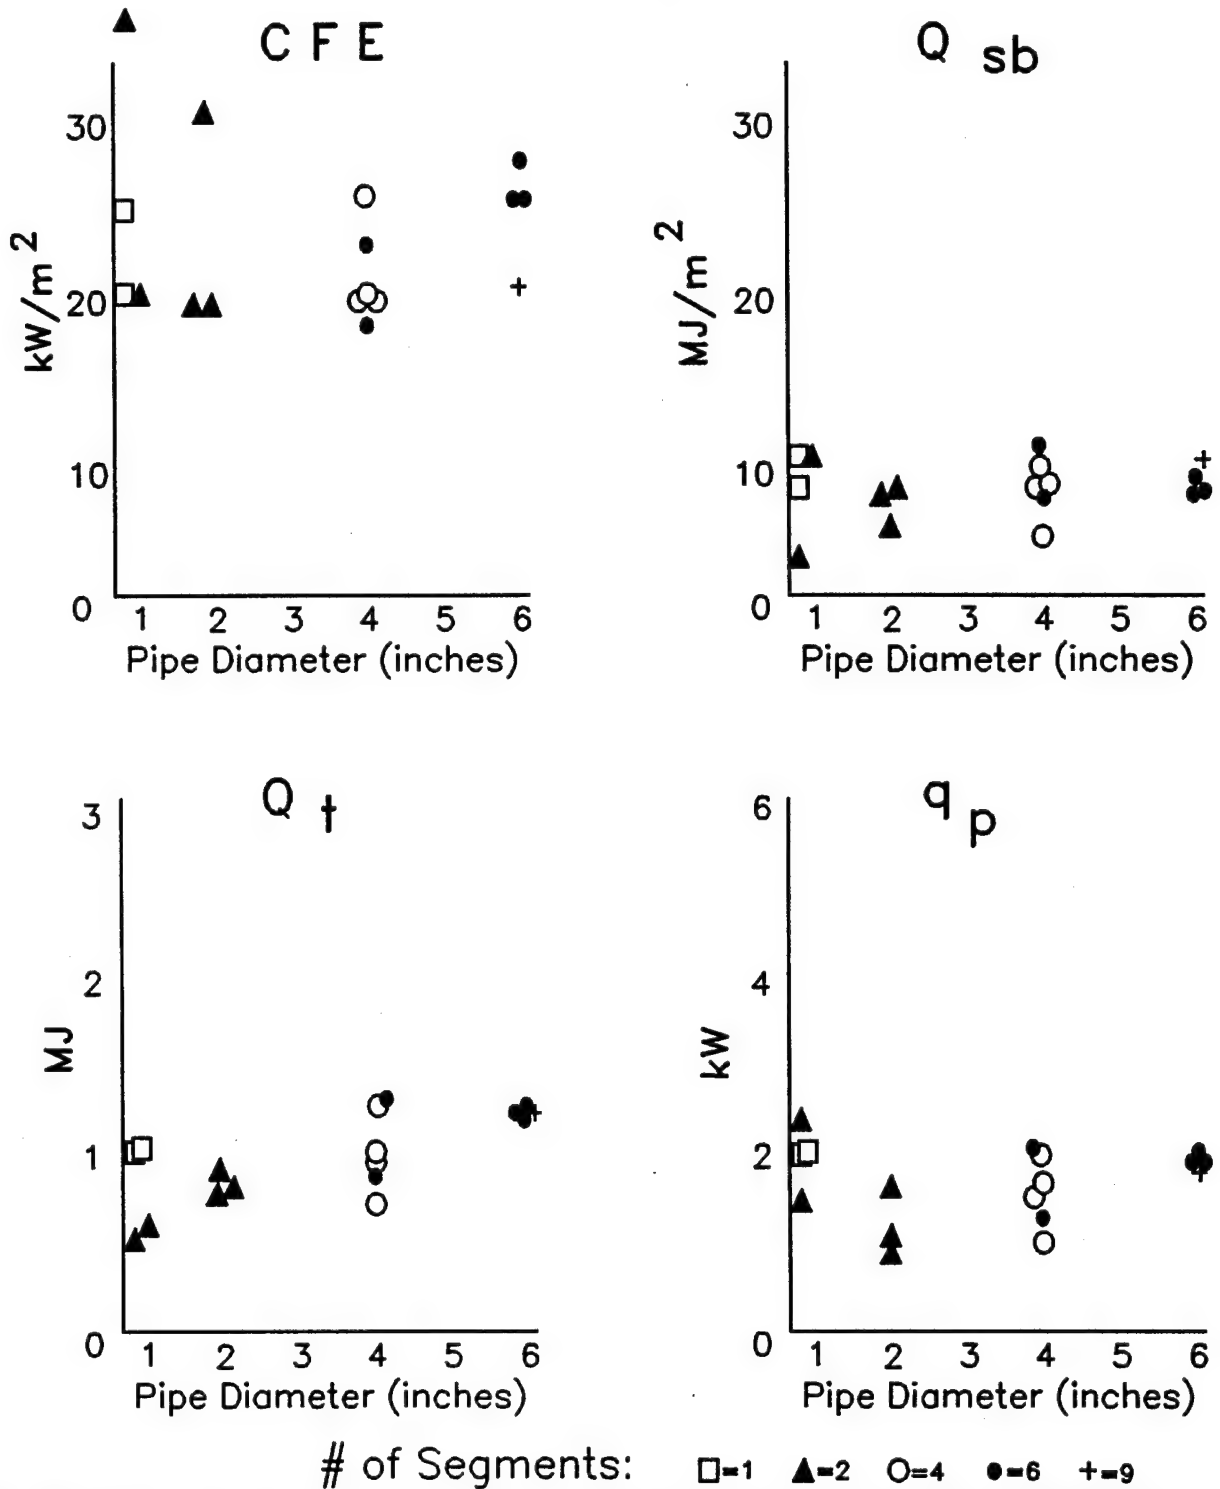 C F E
30
20
10
0
kW/m 2
1 2 3 4 5 6
Pipe Diameter (inches)
Q sb
30
20
10
0
MJ/m 2
1 2 3 4 5 6
Pipe Diameter (inches)
Q t
3
2
1
0
MJ
1 2 3 4 5 6
Pipe Diameter (inches)
q p
6
4
2
0
kW
1 2 3 4 5 6
Pipe Diameter (inches)
# of Segments: □=1 ▲=2 ○=4 ●=6 +=9